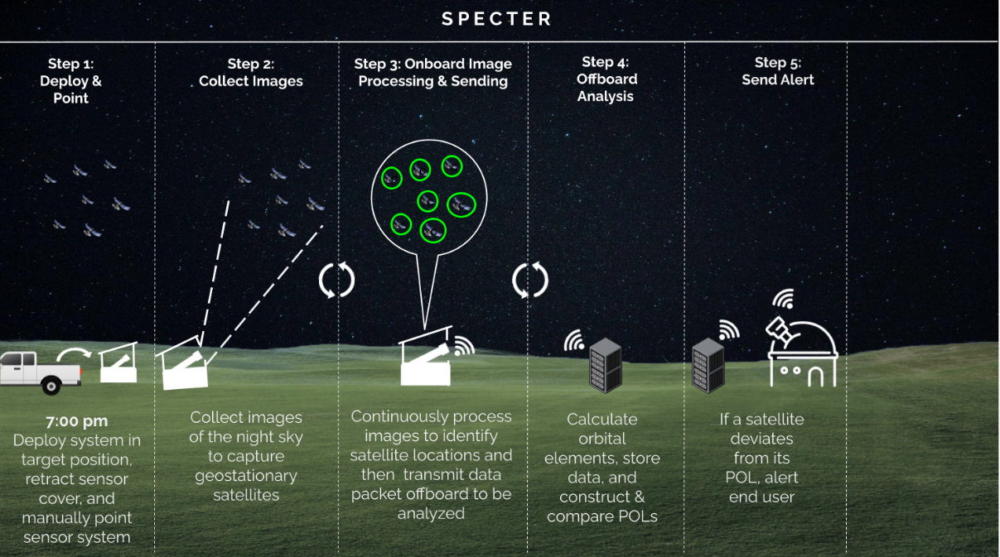 SPECTER
Step 1:
Deploy &
Point
Step 2:
Collect Images
Step 3: Onboard Image
Processing & Sending
Step 4:
Offboard
Analysis
Step 5:
Send Alert
7:00 pm
Deploy system in
target position,
retract sensor
cover, and
manually point
sensor system
Collect images
of the night sky
to capture
geostationary
satellites
Continuously process
images to identify
satellite locations and
then transmit data
packet offboard to be
analyzed
Calculate
orbital
elements, store
data, and
construct &
compare POLs
If a satellite
deviates
from its
POL, alert
end user